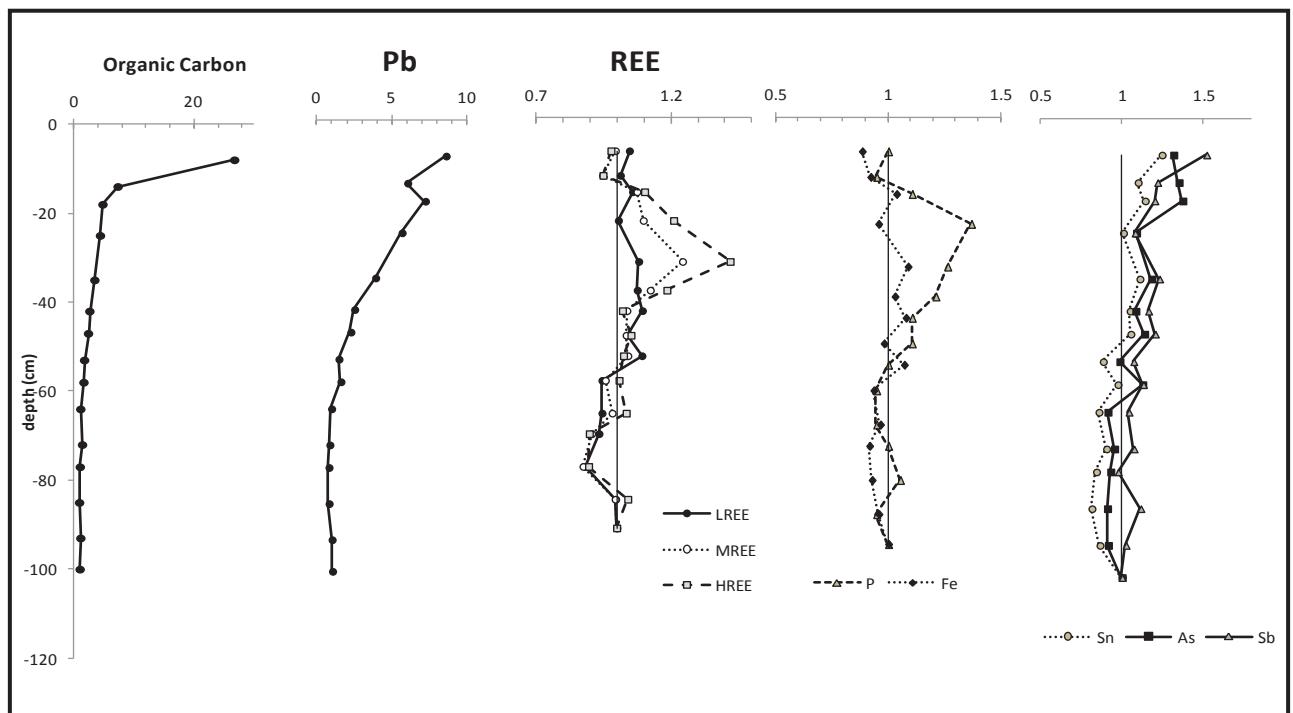 Organic Carbon
Pb
REE
0 20
0 5 10
0.7 1.2
0.5 1 1.5
0.5 1 1.5
depth (cm)
0
-20
-40
-60
-80
-100
-120
LREE
MREE
HREE
P Fe
Sn As Sb